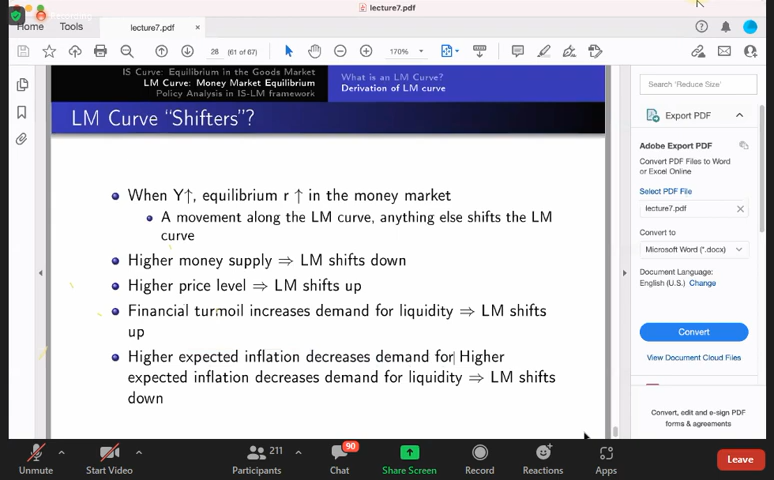 lecture7.pdf
Home Tools lecture7.pdf ×
28 (61 of 67) 170%
IS Curve: Equilibrium in the Goods Market
LM Curve: Money Market Equilibrium
Policy Analysis in IS-LM framework
What is an LM Curve?
Derivation of LM curve
LM Curve "Shifters"?
When Y↑, equilibrium r ↑ in the money market
A movement along the LM curve, anything else shifts the LM
curve
Higher money supply ⇒ LM shifts down
Higher price level ⇒ LM shifts up
Financial turmoil increases demand for liquidity ⇒ LM shifts
up
Higher expected inflation decreases demand for Higher
expected inflation decreases demand for liquidity ⇒ LM shifts
down
Search 'Reduce Size'
Export PDF
Adobe Export PDF
Convert PDF Files to Word
or Excel Online
Select PDF File
lecture7.pdf
Convert to
Microsoft Word (*.docx)
Document Language:
English (U.S.) Change
Convert
View Document Cloud Files
Convert, edit and e-sign PDF
forms & agreements
211
90
Unmute Start Video Participants Chat Share Screen Record Reactions Apps Leave